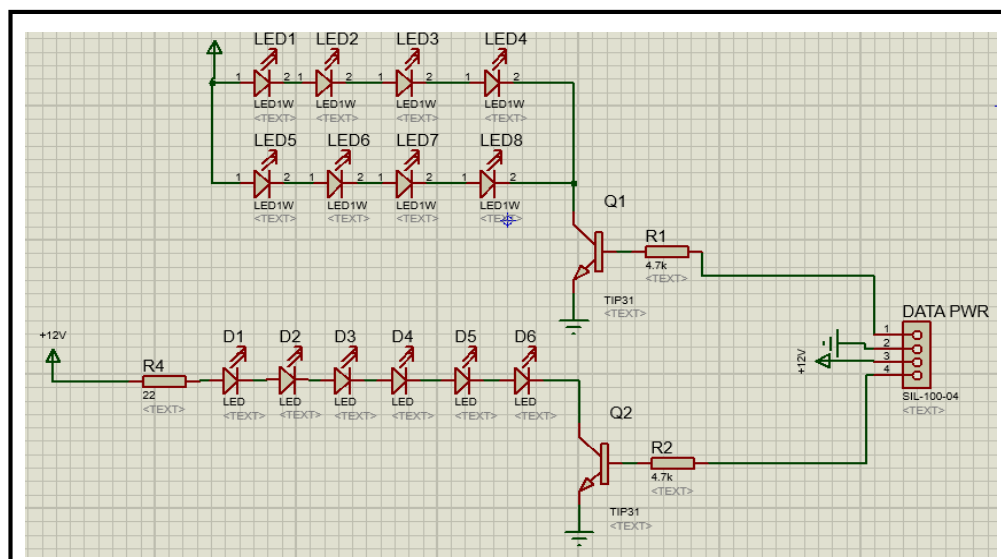 LED1 LED2 LED3 LED4
1 2 1 2 1 2 1 2
LED1W LED1W LED1W LED1W
<TEXT> <TEXT> <TEXT> <TEXT>
LED5 LED6 LED7 LED8
1 2 1 2 1 2 1 2
LED1W LED1W LED1W LED1W
<TEXT> <TEXT> <TEXT> <TEXT>
Q1
R1
4.7k
<TEXT>
TIP31
<TEXT>
DATA PWR
1
2
3
4
+12V
SIL-100-04
<TEXT>
+12V
R4
22
<TEXT>
D1 D2 D3 D4 D5 D6
LED LED LED LED LED LED
<TEXT> <TEXT> <TEXT> <TEXT> <TEXT> <TEXT>
Q2
R2
4.7k
<TEXT>
TIP31
<TEXT>